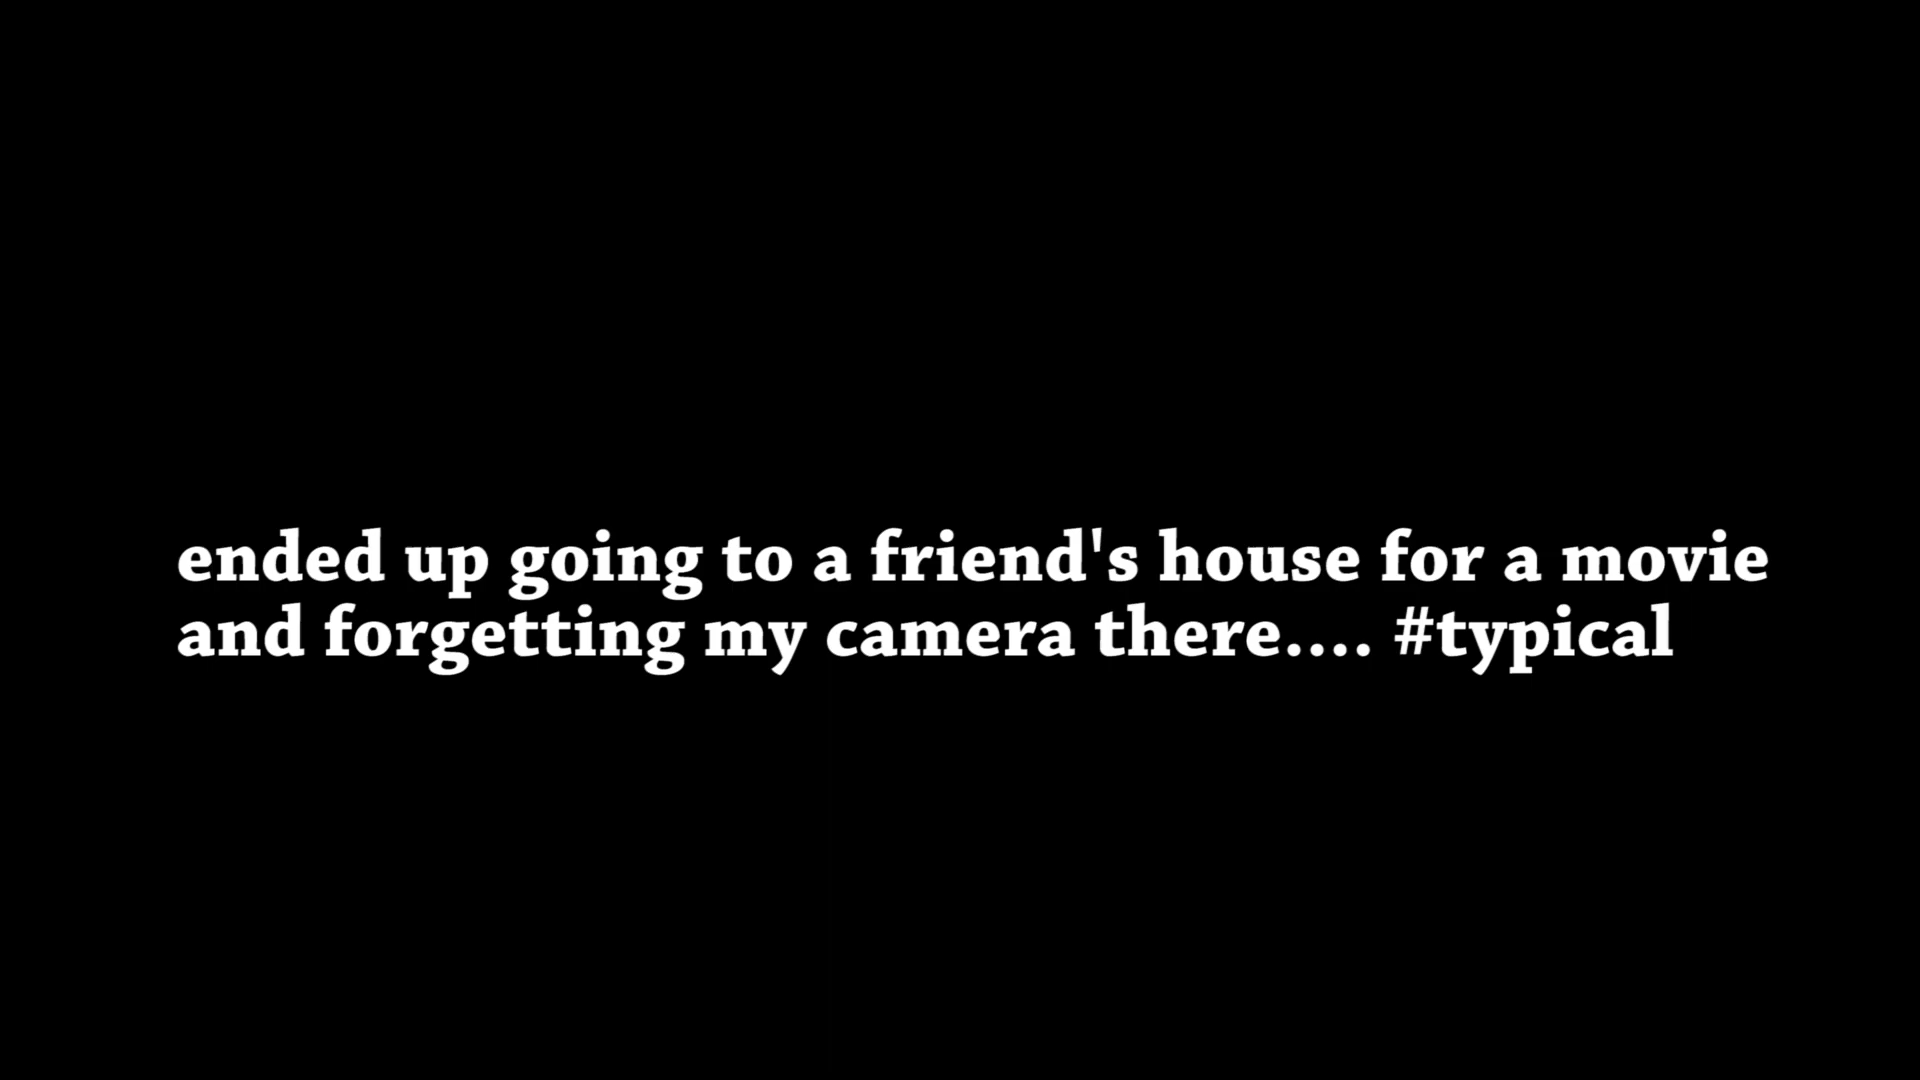 ended up going to a friend's house for a movie
and forgetting my camera there.... #typical